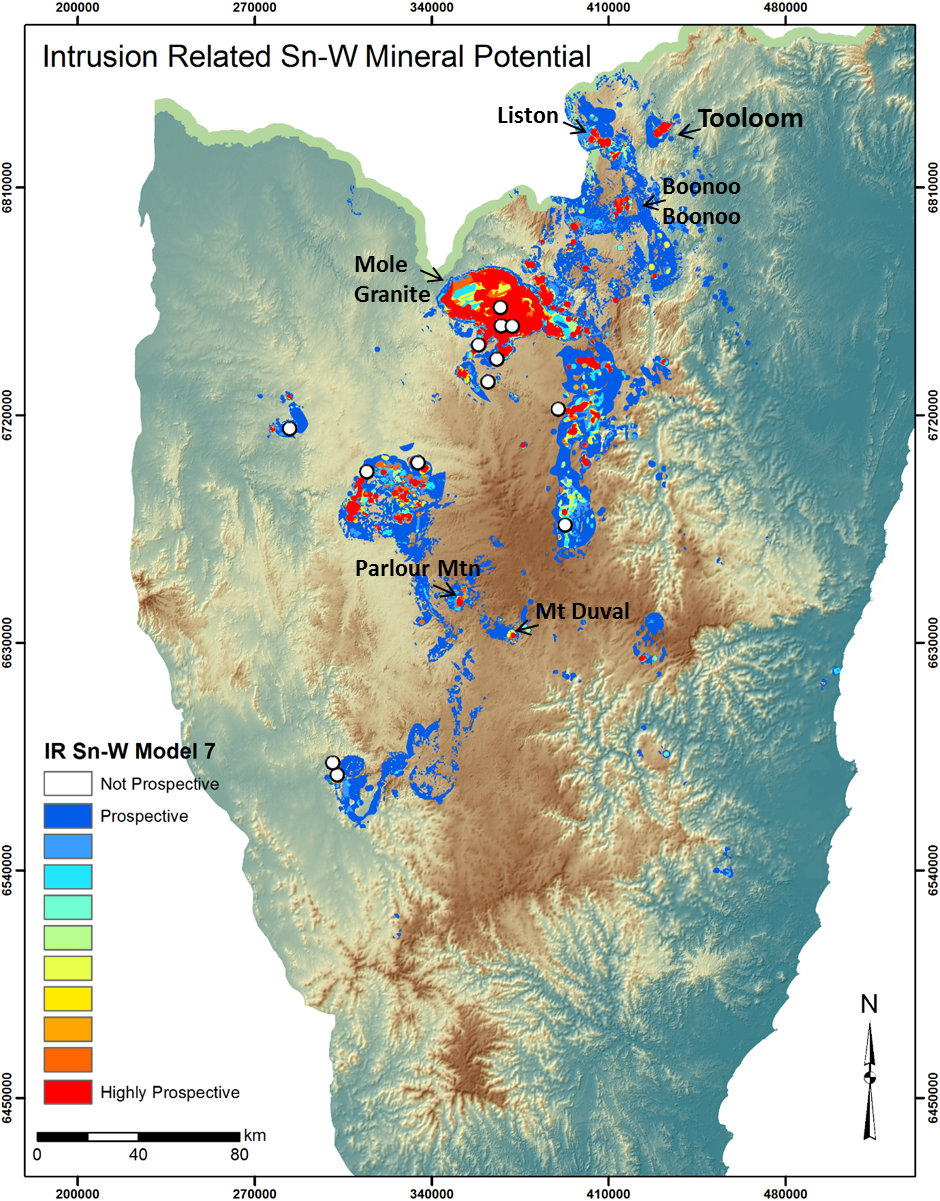 200000 270000 340000 410000 480000
Intrusion Related Sn-W Mineral Potential
Liston
Tooloom
Boonoo
Boonoo
Mole
Granite
Parlour Mtn
Mt Duval
6810000
6720000
6630000
6540000
6450000
6810000
6720000
6630000
6540000
6450000
IR Sn-W Model 7
Not Prospective
Prospective
Highly Prospective
km
0 40 80
N
200000 270000 340000 410000 480000